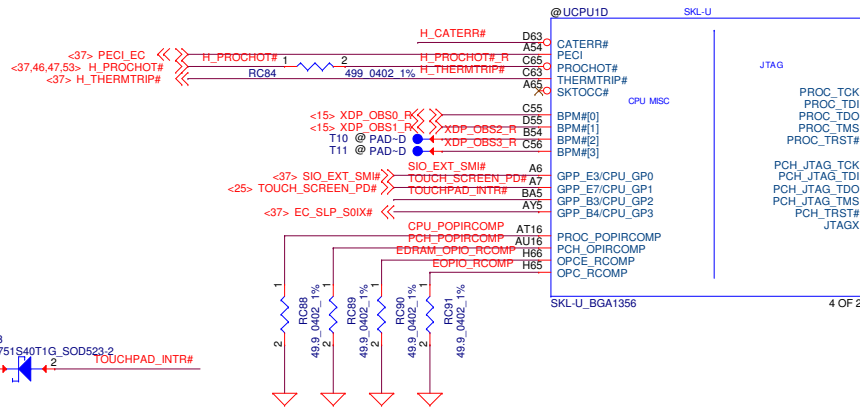 @UCPU1D SKL-U
H_CATERR# D63 CATERR#
<37> PECI_EC A54 PECI
<37,46,47,53> H_PROCHOT# H_PROCHOT# 1 2 H_PROCHOT#_R C65 PROCHOT#
RC84 499_0402_1%
<37> H_THERMTRIP# H_THERMTRIP# C63 THERMTRIP#
A65 SKTOCC#
JTAG
CPU MISC
<15> XDP_OBS0_R C55 BPM#[0]
<15> XDP_OBS1_R D55 BPM#[1]
T10 @ PAD~D XDP_OBS2_R B54 BPM#[2]
T11 @ PAD~D XDP_OBS3_R C56 BPM#[3]
PROC_TCK
PROC_TDI
PROC_TDO
PROC_TMS
PROC_TRST#
<37> SIO_EXT_SMI# SIO_EXT_SMI# A6 GPP_E3/CPU_GP0
<25> TOUCH_SCREEN_PD# TOUCH_SCREEN_PD# A7 GPP_E7/CPU_GP1
TOUCHPAD_INTR# BA5 GPP_B3/CPU_GP2
<37> EC_SLP_S0IX# AY5 GPP_B4/CPU_GP3
PCH_JTAG_TCK
PCH_JTAG_TDI
PCH_JTAG_TDO
PCH_JTAG_TMS
PCH_TRST#
JTAGX
CPU_POPIRCOMP AT16 PROC_POPIRCOMP
PCH_POPIRCOMP AU16 PCH_OPIRCOMP
EDRAM_OPIO_RCOMP H66 OPCE_RCOMP
EOPIO_RCOMP H65 OPC_RCOMP
SKL-U_BGA1356 4 OF 2
1 2 RC88 49.9_0402_1%
1 2 RC89 49.9_0402_1%
1 2 RC90 49.9_0402_1%
1 2 RC91 49.9_0402_1%
3
751S40T1G_SOD523-2
2 TOUCHPAD_INTR#